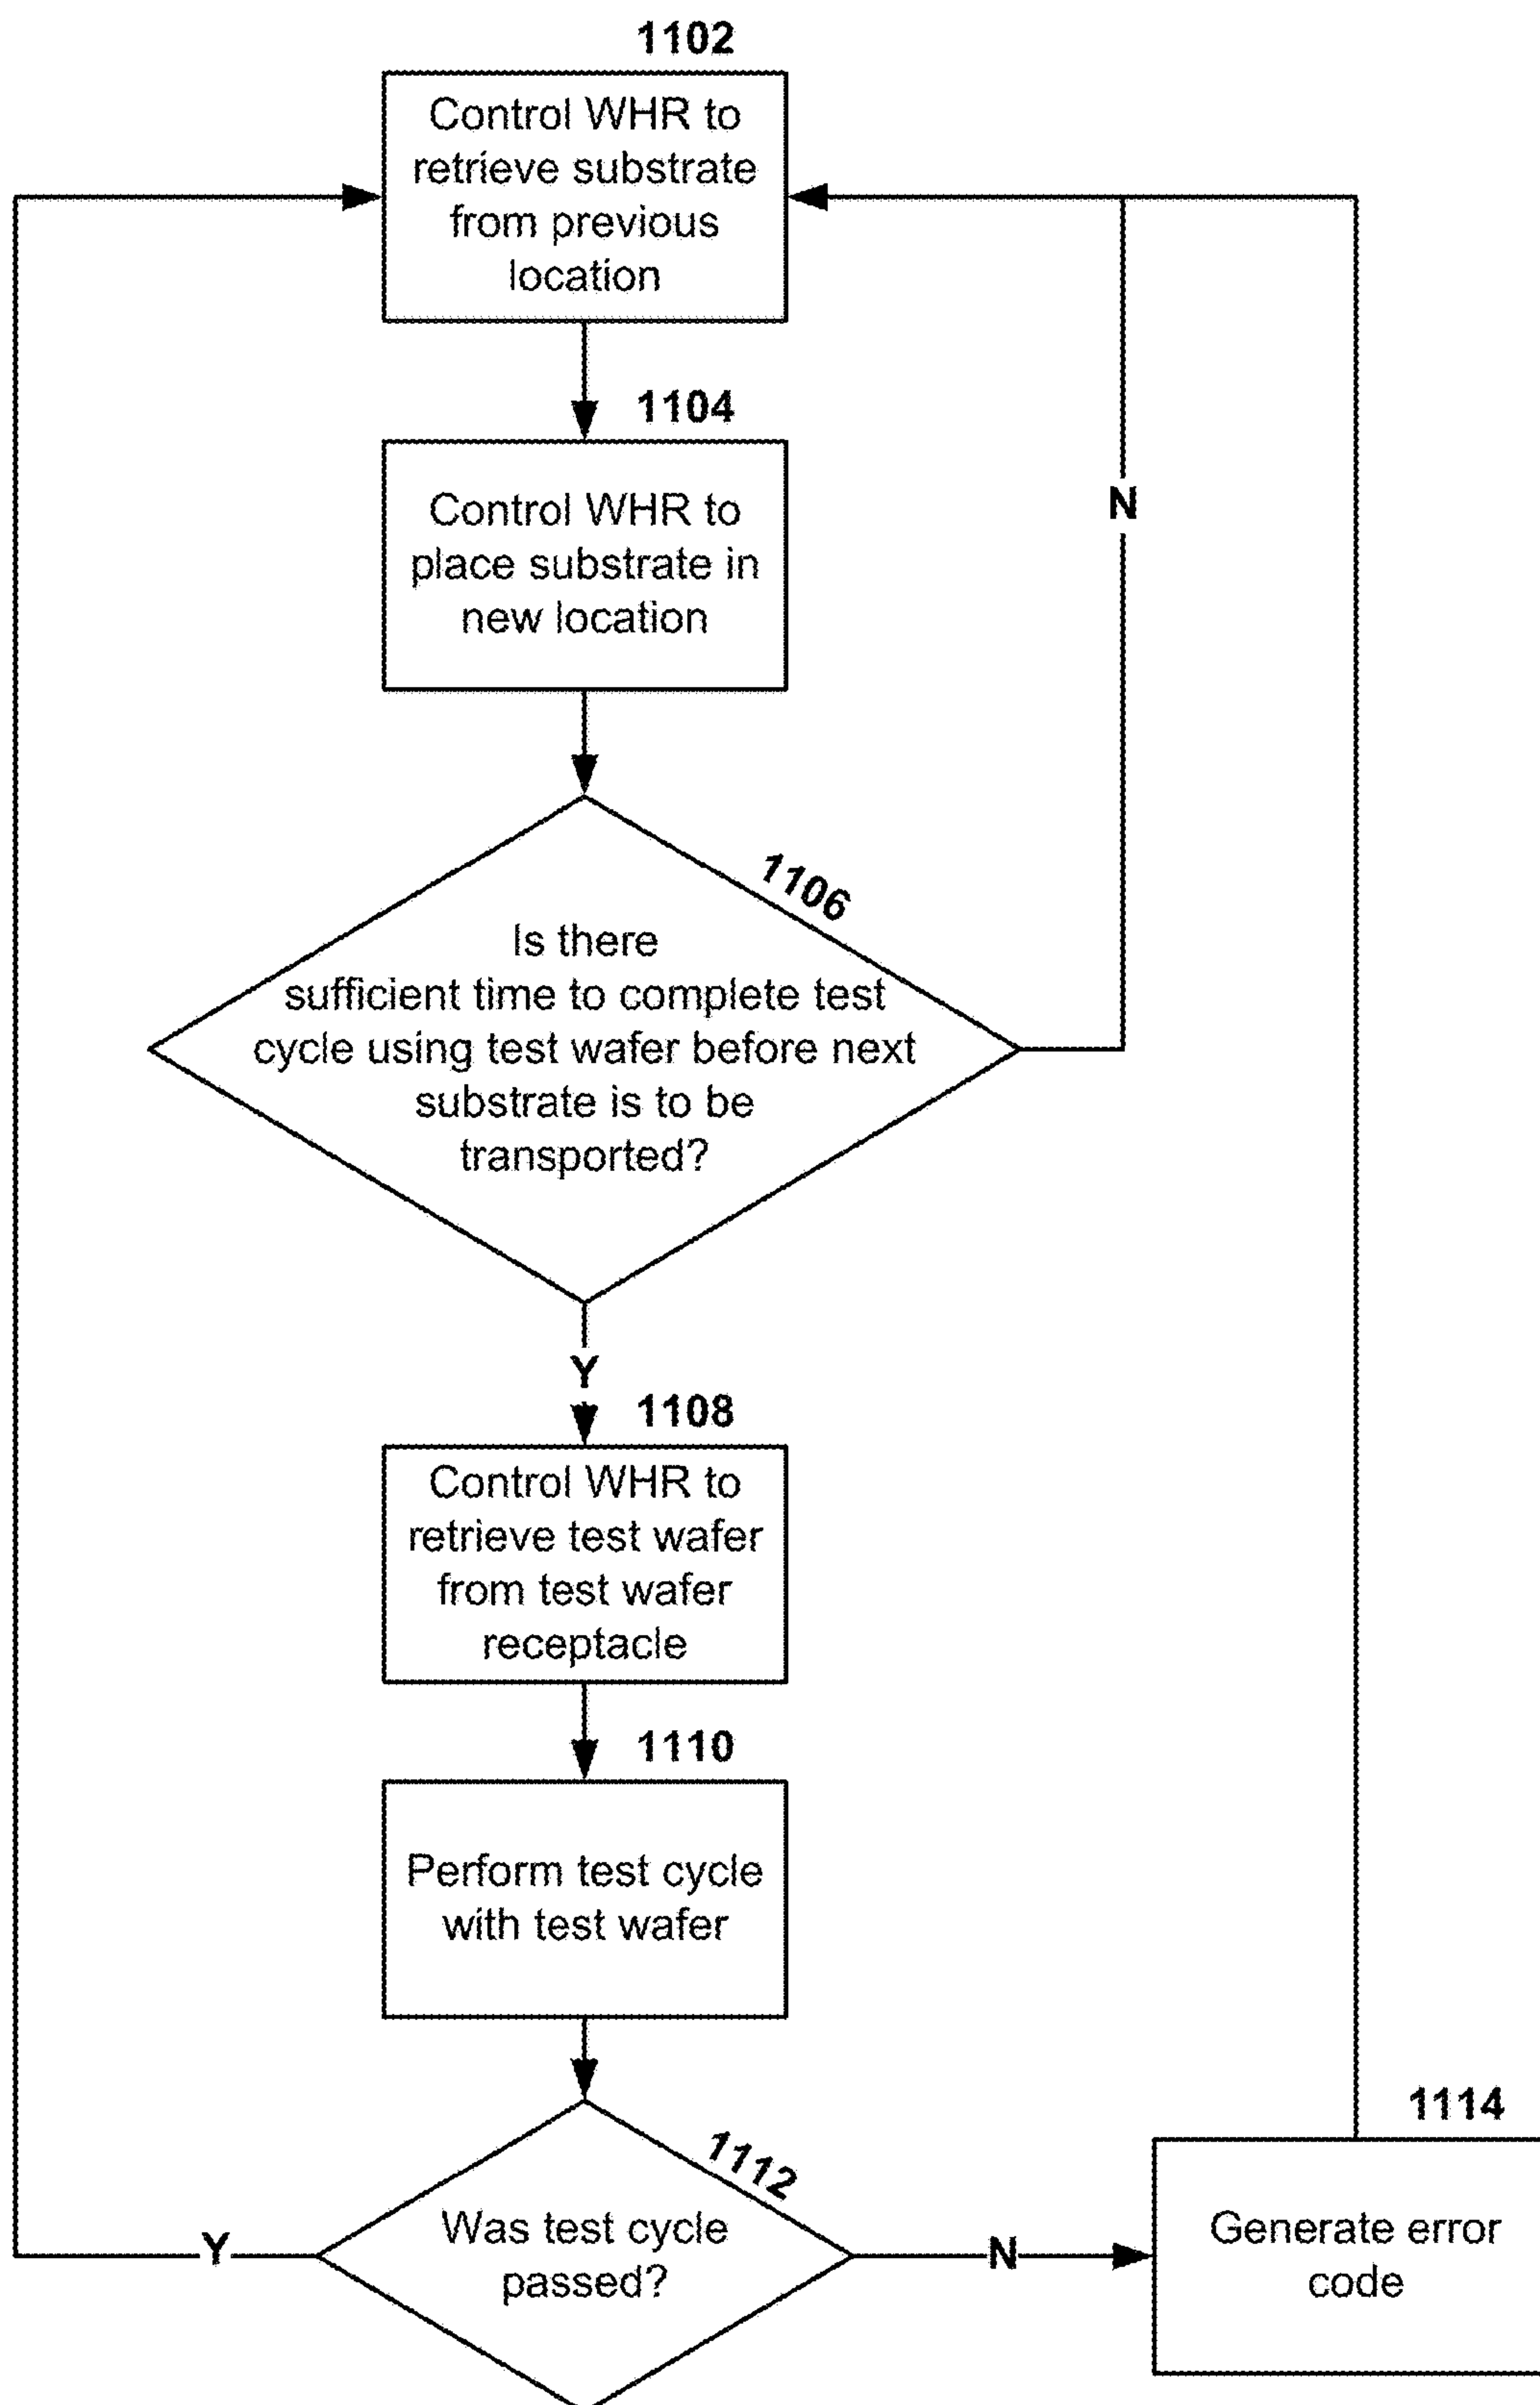 1102
Control WHR to
retrieve substrate
from previous
location
1104
Control WHR to
place substrate in
new location
N
1106
Is there
sufficient time to complete test
cycle using test wafer before next
substrate is to be
transported?
Y
1108
Control WHR to
retrieve test wafer
from test wafer
receptacle
1110
Perform test cycle
with test wafer
1112
Was test cycle
passed?
Y
N
1114
Generate error
code